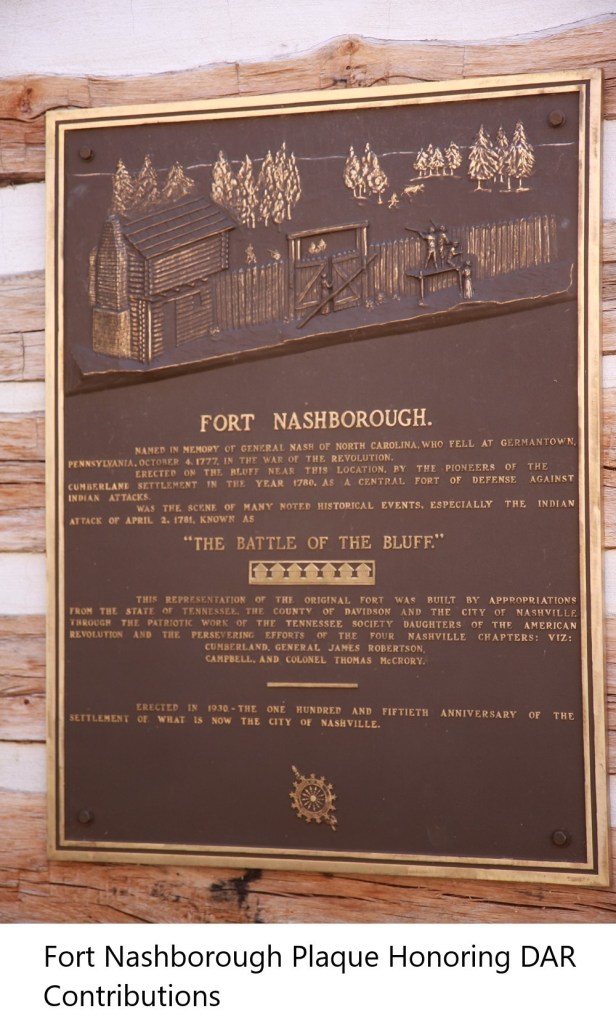 FORT NASHBOROUGH.
NAMED IN MEMORY OF GENERAL NASH OF NORTH CAROLINA, WHO FELL AT GERMANTOWN,
PENNSYLVANIA, OCTOBER 4, 1777, IN THE WAR OF THE REVOLUTION.
ERECTED ON THE BLUFF NEAR THIS LOCATION, BY THE PIONEERS OF THE
CUMBERLAND SETTLEMENT IN THE YEAR 1780, AS A CENTRAL FORT OF DEFENSE AGAINST
INDIAN ATTACKS.
WAS THE SCENE OF MANY NOTED HISTORICAL EVENTS, ESPECIALLY THE INDIAN
ATTACK OF APRIL 2, 1781, KNOWN AS
"THE BATTLE OF THE BLUFF."
THIS REPRESENTATION OF THE ORIGINAL FORT WAS BUILT BY APPROPRIATIONS
FROM THE STATE OF TENNESSEE, THE COUNTY OF DAVIDSON AND THE CITY OF NASHVILLE
THROUGH THE PATRIOTIC WORK OF THE TENNESSEE SOCIETY DAUGHTERS OF THE AMERICAN
REVOLUTION AND THE PERSEVERING EFFORTS OF THE FOUR NASHVILLE CHAPTERS: VIZ:
CUMBERLAND, GENERAL JAMES ROBERTSON,
CAMPBELL, AND COLONEL THOMAS McCRORY.
ERECTED IN 1930 - THE ONE HUNDRED AND FIFTIETH ANNIVERSARY OF THE
SETTLEMENT OF WHAT IS NOW THE CITY OF NASHVILLE.
Fort Nashborough Plaque Honoring DAR
Contributions